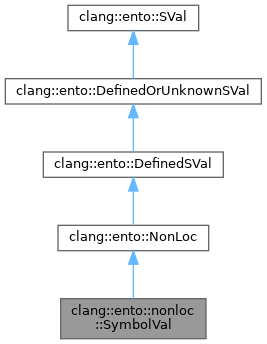 clang::ento::SVal
clang::ento::DefinedOrUnknownSVal
clang::ento::DefinedSVal
clang::ento::NonLoc
clang::ento::nonloc
::SymbolVal